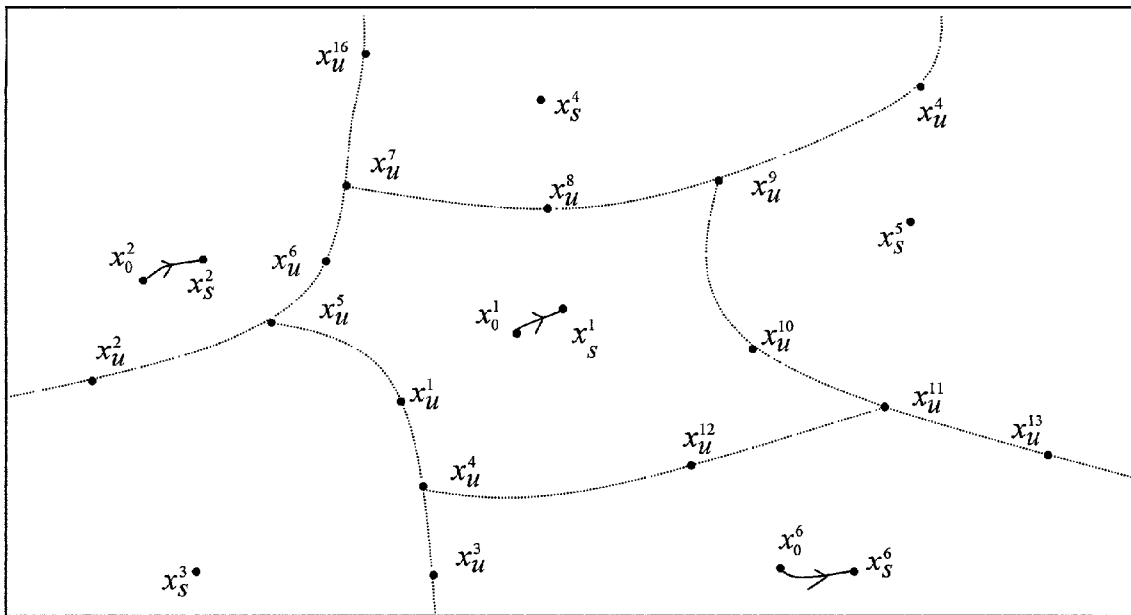 x_u^{16}
x_s^4
x_u^4
x_u^7
x_u^8
x_u^9
x_s^5
x_0^2
x_s^2
x_u^6
x_u^5
x_0^1
x_s^1
x_u^{10}
x_u^2
x_u^1
x_u^{11}
x_u^{12}
x_u^{13}
x_u^4
x_0^6
x_s^6
x_s^3
x_u^3